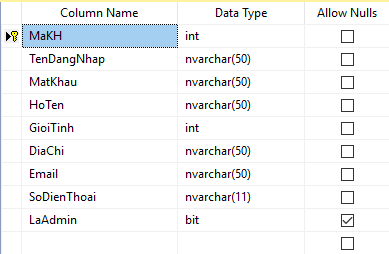 Column Name Data Type Allow Nulls
MaKH int
TenDangNhap nvarchar(50)
MatKhau nvarchar(50)
HoTen nvarchar(50)
GioiTinh int
DiaChi nvarchar(50)
Email nvarchar(50)
SoDienThoai nvarchar(11)
LaAdmin bit